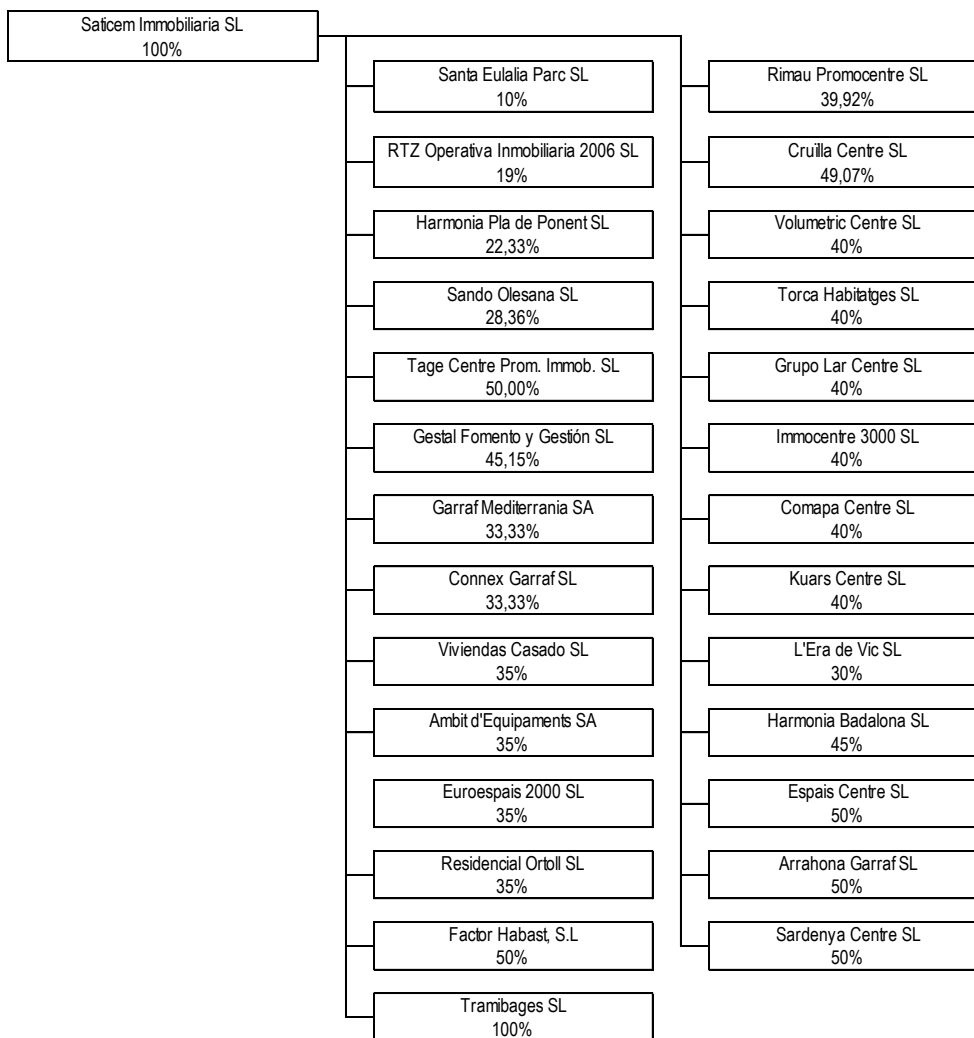 Saticem Immobiliaria SL
100%
Santa Eulalia Parc SL
10%
RTZ Operativa Inmobiliaria 2006 SL
19%
Harmonia Pla de Ponent SL
22,33%
Sando Olesana SL
28,36%
Tage Centre Prom. Immob. SL
50,00%
Gestal Fomento y Gestión SL
45,15%
Garraf Mediterrania SA
33,33%
Connex Garraf SL
33,33%
Viviendas Casado SL
35%
Ambit d'Equipaments SA
35%
Euroespais 2000 SL
35%
Residencial Ortoll SL
35%
Factor Habast, S.L
50%
Tramibages SL
100%
Rimau Promocentre SL
39,92%
Cruïlla Centre SL
49,07%
Volumetric Centre SL
40%
Torca Habitatges SL
40%
Grupo Lar Centre SL
40%
Immocentre 3000 SL
40%
Comapa Centre SL
40%
Kuars Centre SL
40%
L'Era de Vic SL
30%
Harmonia Badalona SL
45%
Espais Centre SL
50%
Arrahona Garraf SL
50%
Sardenya Centre SL
50%